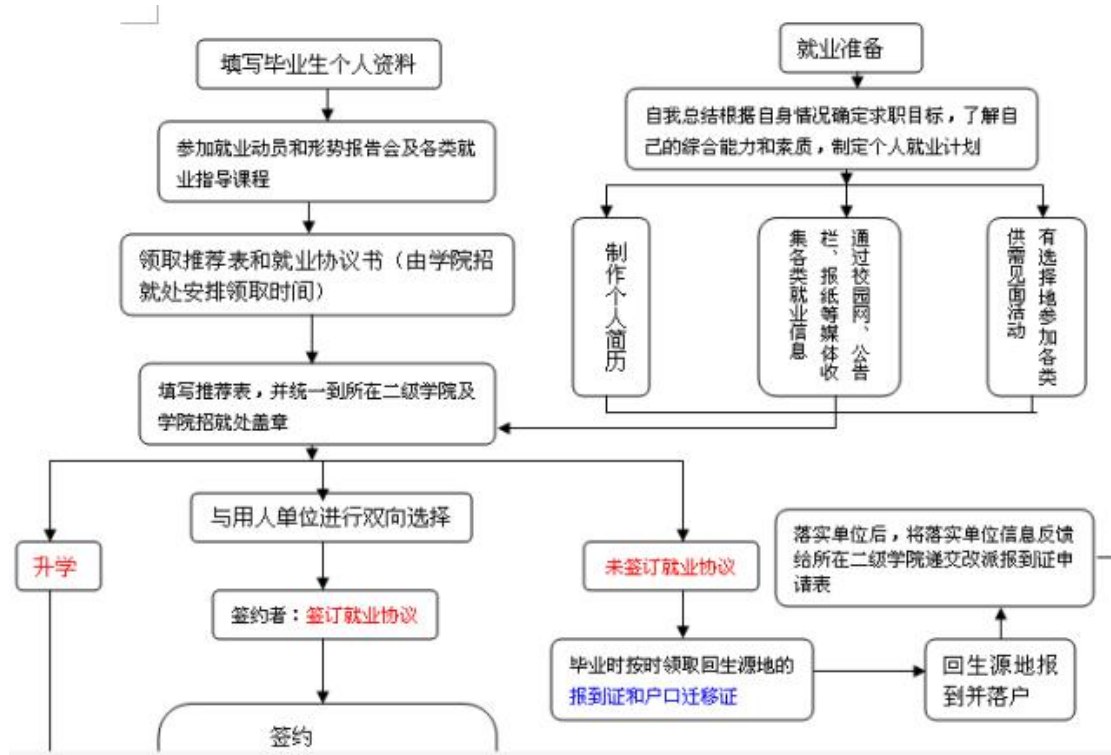 填写毕业生个人资料
参加就业动员和形势报告会及各类就
业指导课程
领取推荐表和就业协议书（由学院招
就处安排领取时间）
填写推荐表，并统一到所在二级学院及
学院招就处盖章
就业准备
自我总结根据自身情况确定求职目标，了解自
己的综合能力和素质，制定个人就业计划
制作个人简历
通过校园网、公告
栏、报纸等媒体收
集各类就业信息
有选择地参加各类
供需见面活动
升学
与用人单位进行双向选择
签约者：签订就业协议
签约
未签订就业协议
毕业时按时领取回生源地的
报到证和户口迁移证
回生源地报
到并落户
落实单位后，将落实单位信息反馈
给所在二级学院递交改派报到证申
请表